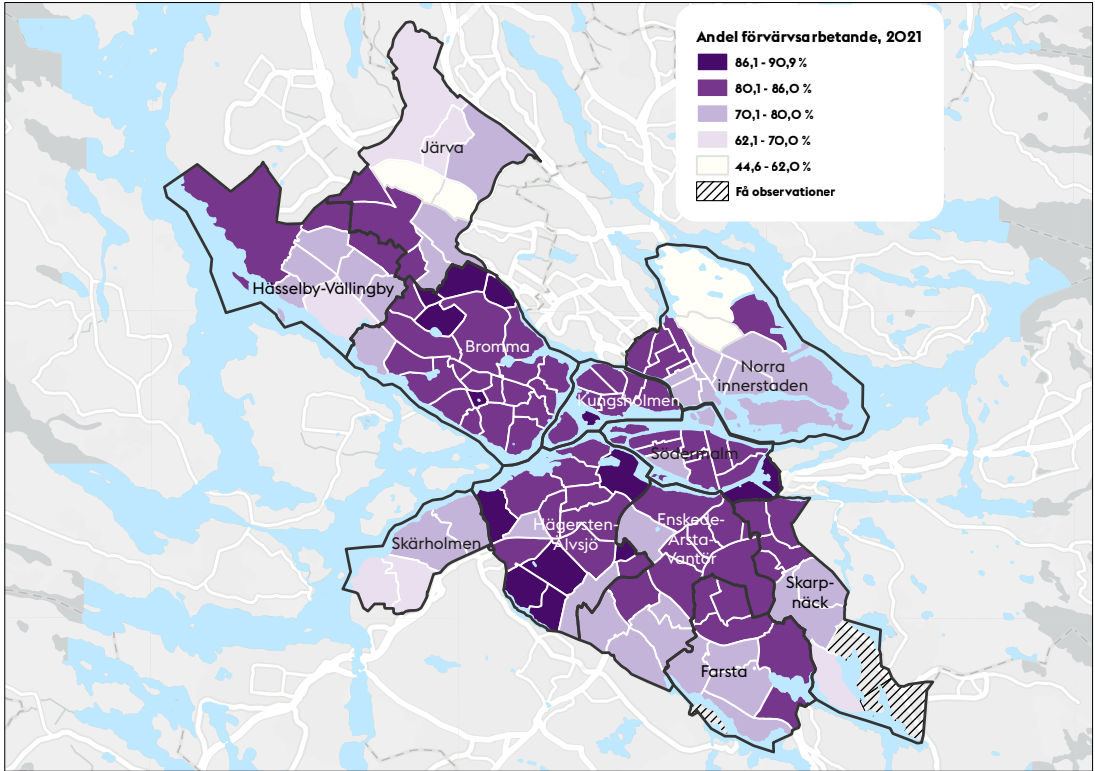 Andel förvärvsarbetande, 2021
86,1 - 90,9 %
80,1 - 86,0 %
70,1 - 80,0 %
62,1 - 70,0 %
44,6 - 62,0 %
Få observationer
Järva
Hässelby-Vällingby
Bromma
Norra
innerstaden
Kungsholmen
Södermalm
Hägersten-
Älvsjö
Enskede-
Årsta-
Vantör
Skärholmen
Skarp-
näck
Farsta